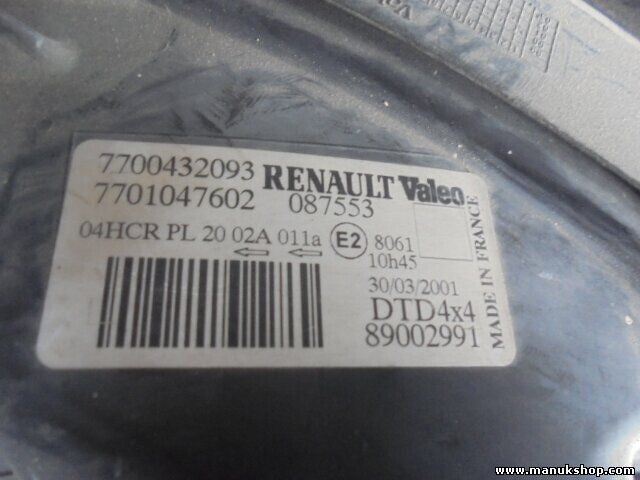 7700432093 RENAULT Valeo
7701047602 087553
04HCR PL 20 02A 011a E2 8061
10h45
30/03/2001
DTD4x4
89002991
MADE IN FRANCE
www.manukshop.com